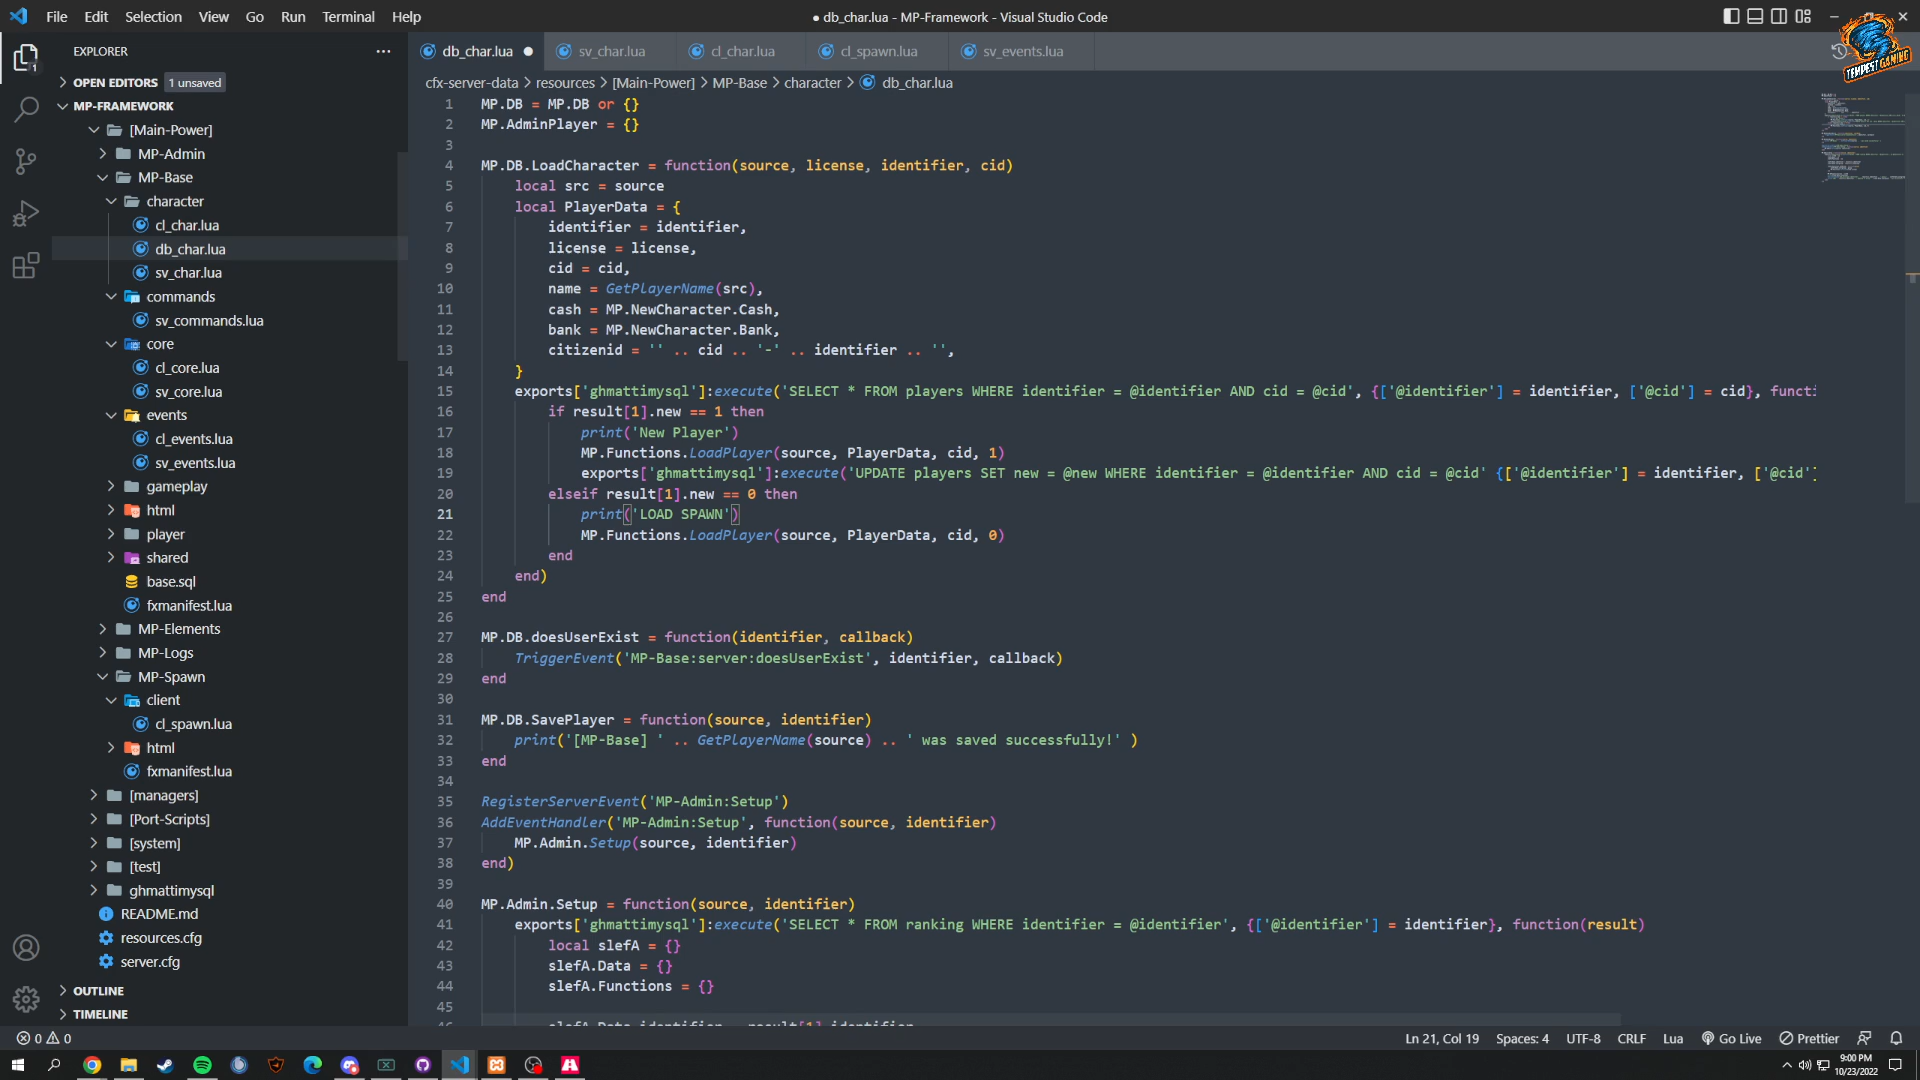 File Edit Selection View Go Run Terminal Help
● db_char.lua - MP-Framework - Visual Studio Code
TEMPEST GAMING
EXPLORER
OPEN EDITORS 1 unsaved
MP-FRAMEWORK
[Main-Power]
MP-Admin
MP-Base
character
cl_char.lua
db_char.lua
sv_char.lua
commands
sv_commands.lua
core
cl_core.lua
sv_core.lua
events
cl_events.lua
sv_events.lua
gameplay
html
player
shared
base.sql
fxmanifest.lua
MP-Elements
MP-Logs
MP-Spawn
client
cl_spawn.lua
html
fxmanifest.lua
[managers]
[Port-Scripts]
[system]
[test]
ghmattimysql
README.md
resources.cfg
server.cfg
OUTLINE
TIMELINE
db_char.lua ● sv_char.lua cl_char.lua cl_spawn.lua sv_events.lua
cfx-server-data > resources > [Main-Power] > MP-Base > character > db_char.lua
1 MP.DB = MP.DB or {}
2 MP.AdminPlayer = {}
3
4 MP.DB.LoadCharacter = function(source, license, identifier, cid)
5 local src = source
6 local PlayerData = {
7 identifier = identifier,
8 license = license,
9 cid = cid,
10 name = GetPlayerName(src),
11 cash = MP.NewCharacter.Cash,
12 bank = MP.NewCharacter.Bank,
13 citizenid = '' .. cid .. '-' .. identifier .. '',
14 }
15 exports['ghmattimysql']:execute('SELECT * FROM players WHERE identifier = @identifier AND cid = @cid', {['@identifier'] = identifier, ['@cid'] = cid}, functi
16 if result[1].new == 1 then
17 print('New Player')
18 MP.Functions.LoadPlayer(source, PlayerData, cid, 1)
19 exports['ghmattimysql']:execute('UPDATE players SET new = @new WHERE identifier = @identifier AND cid = @cid' {['@identifier'] = identifier, ['@cid']
20 elseif result[1].new == 0 then
21 print('LOAD SPAWN')
22 MP.Functions.LoadPlayer(source, PlayerData, cid, 0)
23 end
24 end)
25 end
26
27 MP.DB.doesUserExist = function(identifier, callback)
28 TriggerEvent('MP-Base:server:doesUserExist', identifier, callback)
29 end
30
31 MP.DB.SavePlayer = function(source, identifier)
32 print('[MP-Base] ' .. GetPlayerName(source) .. ' was saved successfully!' )
33 end
34
35 RegisterServerEvent('MP-Admin:Setup')
36 AddEventHandler('MP-Admin:Setup', function(source, identifier)
37 MP.Admin.Setup(source, identifier)
38 end)
39
40 MP.Admin.Setup = function(source, identifier)
41 exports['ghmattimysql']:execute('SELECT * FROM ranking WHERE identifier = @identifier', {['@identifier'] = identifier}, function(result)
42 local slefA = {}
43 slefA.Data = {}
44 slefA.Functions = {}
45
46 slefA.Data.identifier = result[1].identifier
0 0
Ln 21, Col 19 Spaces: 4 UTF-8 CRLF Lua Go Live Prettier
9:00 PM
10/23/2022